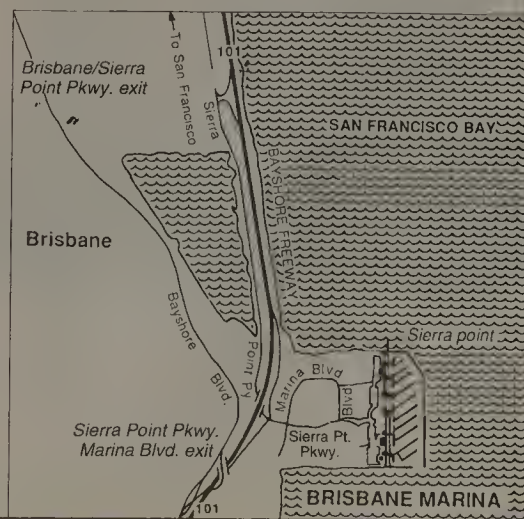 101
To San Francisco
Brisbane/Sierra
Point Pkwy. exit
Sierra
SAN FRANCISCO BAY
BAYSHORE FREEWAY
Brisbane
Bayshore
Blvd.
Point Py
Sierra point
Marina Blvd
Blvd
Sierra Pt.
Pkwy.
Sierra Point Pkwy.
Marina Blvd. exit
101
BRISBANE MARINA